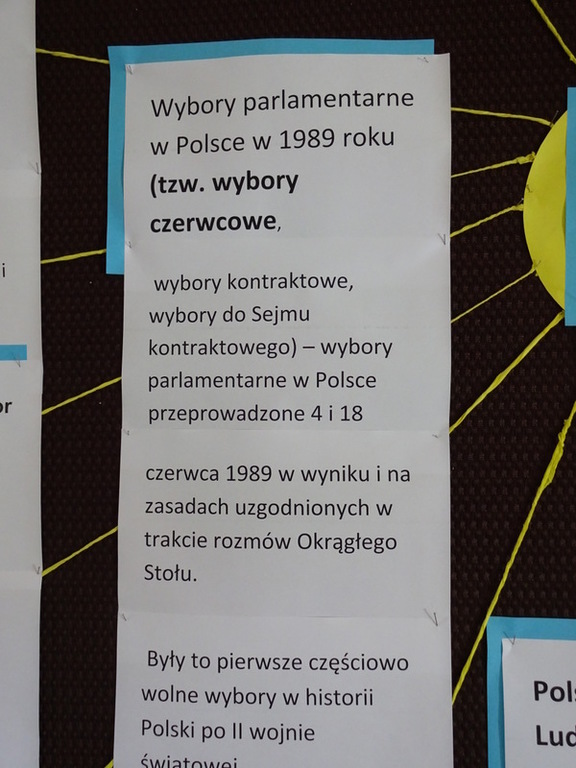 Wybory parlamentarne
w Polsce w 1989 roku
(tzw. wybory
czerwcowe,
wybory kontraktowe,
wybory do Sejmu
kontraktowego) – wybory
parlamentarne w Polsce
przeprowadzone 4 i 18
czerwca 1989 w wyniku i na
zasadach uzgodnionych w
trakcie rozmów Okrągłego
Stołu.
Były to pierwsze częściowo
wolne wybory w historii
Polski po II wojnie
światowej
i
or